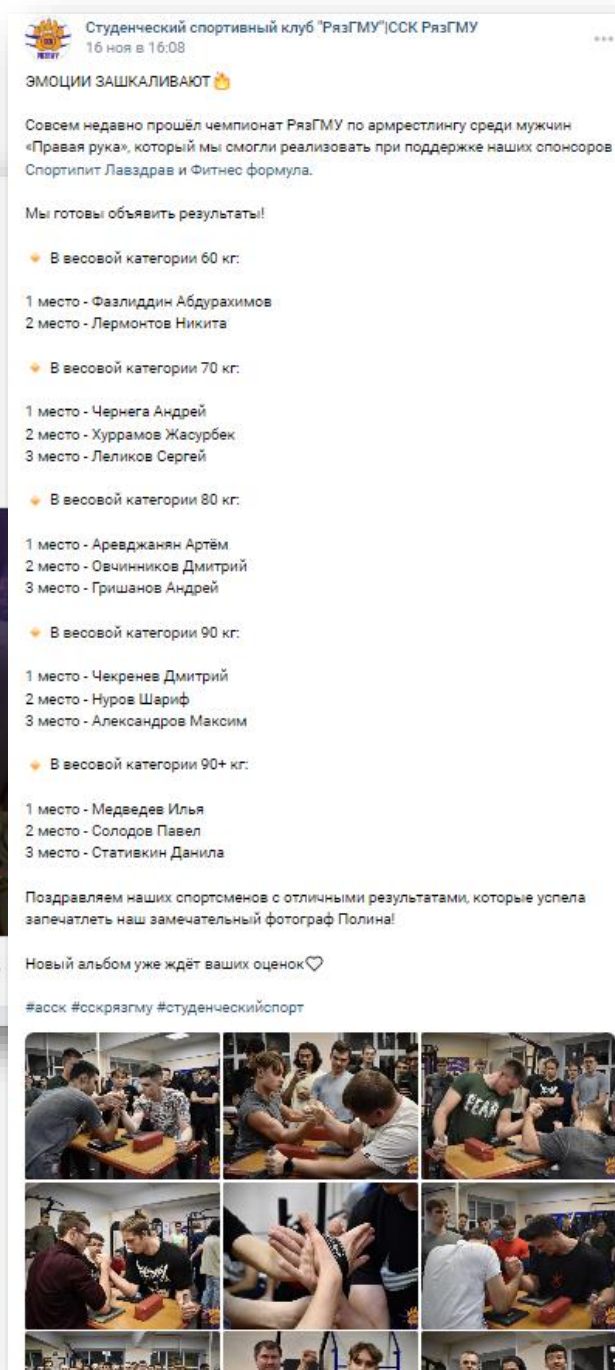 Студенческий спортивный клуб "РязГМУ"|ССК РязГМУ
16 ноя в 16:08
ЭМОЦИИ ЗАШКАЛИВАЮТ🔥
Совсем недавно прошёл чемпионат РязГМУ по армрестлингу среди мужчин
«Правая рука», который мы смогли реализовать при поддержке наших спонсоров
Спортипит Лавздрав и Фитнес формула.
Мы готовы объявить результаты!
🔸 В весовой категории 60 кг:
1 место - Фазлиддин Абдурахимов
2 место - Лермонтов Никита
🔸 В весовой категории 70 кг:
1 место - Чернега Андрей
2 место - Хуррамов Жасурбек
3 место - Леликов Сергей
🔸 В весовой категории 80 кг:
1 место - Аревджанян Артём
2 место - Овчинников Дмитрий
3 место - Гришанов Андрей
🔸 В весовой категории 90 кг:
1 место - Чекренев Дмитрий
2 место - Нуров Шариф
3 место - Александров Максим
🔸 В весовой категории 90+ кг:
1 место - Медведев Илья
2 место - Солодов Павел
3 место - Стативкин Данила
Поздравляем наших спортсменов с отличными результатами, которые успела
запечатлеть наш замечательный фотограф Полина!
Новый альбом уже ждёт ваших оценок♡
#асск #сскрязгму #студенческийспорт
FEAR